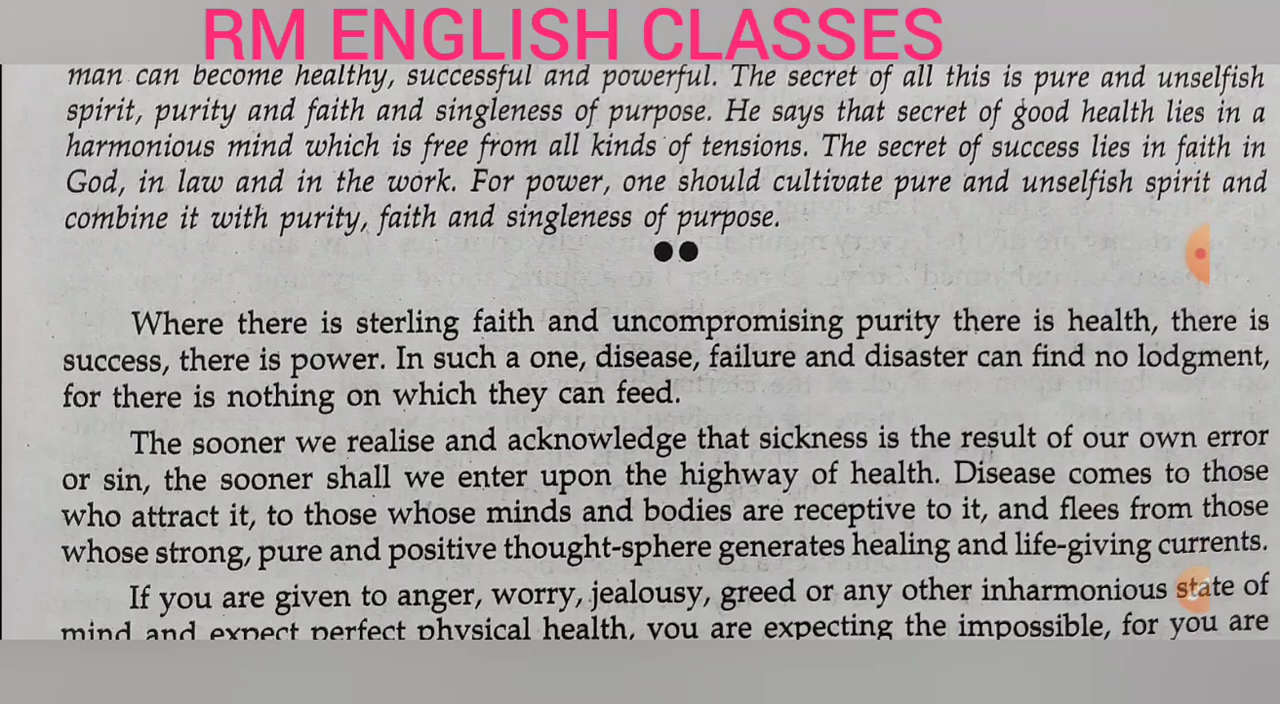 RM ENGLISH CLASSES
man can become healthy, successful and powerful. The secret of all this is pure and unselfish
spirit, purity and faith and singleness of purpose. He says that secret of good health lies in a
harmonious mind which is free from all kinds of tensions. The secret of success lies in faith in
God, in law and in the work. For power, one should cultivate pure and unselfish spirit and
combine it with purity, faith and singleness of purpose.
Where there is sterling faith and uncompromising purity there is health, there is
success, there is power. In such a one, disease, failure and disaster can find no lodgment,
for there is nothing on which they can feed.
The sooner we realise and acknowledge that sickness is the result of our own error
or sin, the sooner shall we enter upon the highway of health. Disease comes to those
who attract it, to those whose minds and bodies are receptive to it, and flees from those
whose strong, pure and positive thought-sphere generates healing and life-giving currents.
If you are given to anger, worry, jealousy, greed or any other inharmonious state of
mind and expect perfect physical health, you are expecting the impossible, for you are